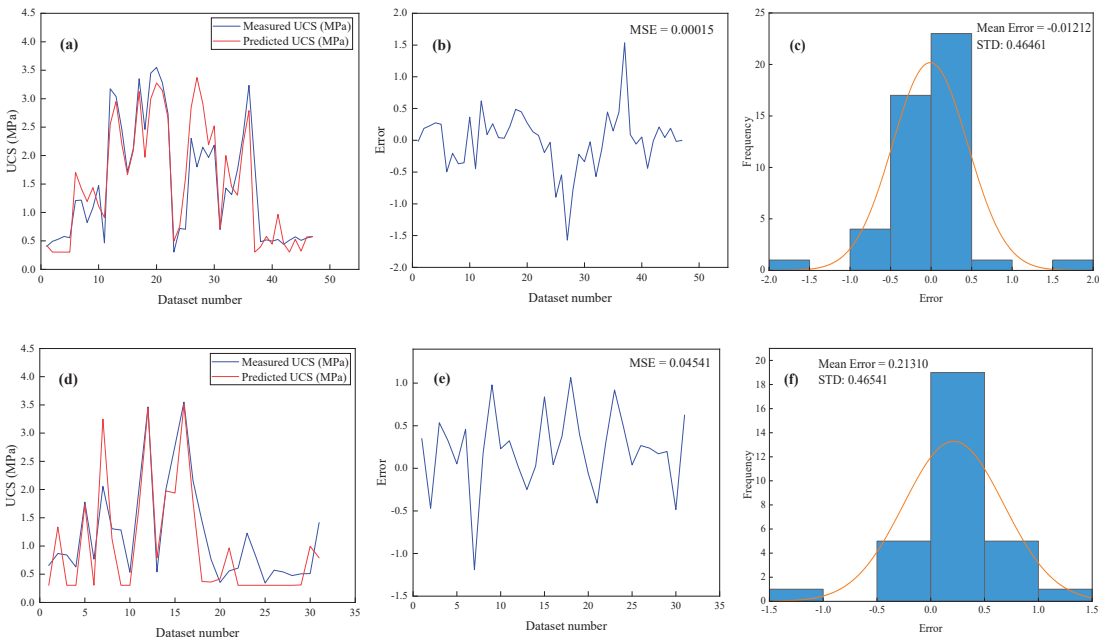 (a)
Measured UCS (MPa)
Predicted UCS (MPa)
4.5
4.0
3.5
3.0
2.5
2.0
1.5
1.0
0.5
0.0
UCS (MPa)
0 10 20 30 40 50
Dataset number
(b)
MSE = 0.00015
2.0
1.5
1.0
0.5
0.0
-0.5
-1.0
-1.5
-2.0
Error
0 10 20 30 40 50
Dataset number
(c)
Mean Error = -0.01212
STD: 0.46461
25
20
15
10
5
0
Frequency
-2.0 -1.5 -1.0 -0.5 0.0 0.5 1.0 1.5 2.0
Error
(d)
Measured UCS (MPa)
Predicted UCS (MPa)
4.5
4.0
3.5
3.0
2.5
2.0
1.5
1.0
0.5
0.0
UCS (MPa)
0 5 10 15 20 25 30 35
Dataset number
(e)
MSE = 0.04541
1.0
0.5
0.0
-0.5
-1.0
-1.5
Error
0 5 10 15 20 25 30 35
Dataset number
(f)
Mean Error = 0.21310
STD: 0.46541
20
18
16
14
12
10
8
6
4
2
0
Frequency
-1.5 -1.0 -0.5 0.0 0.5 1.0 1.5
Error